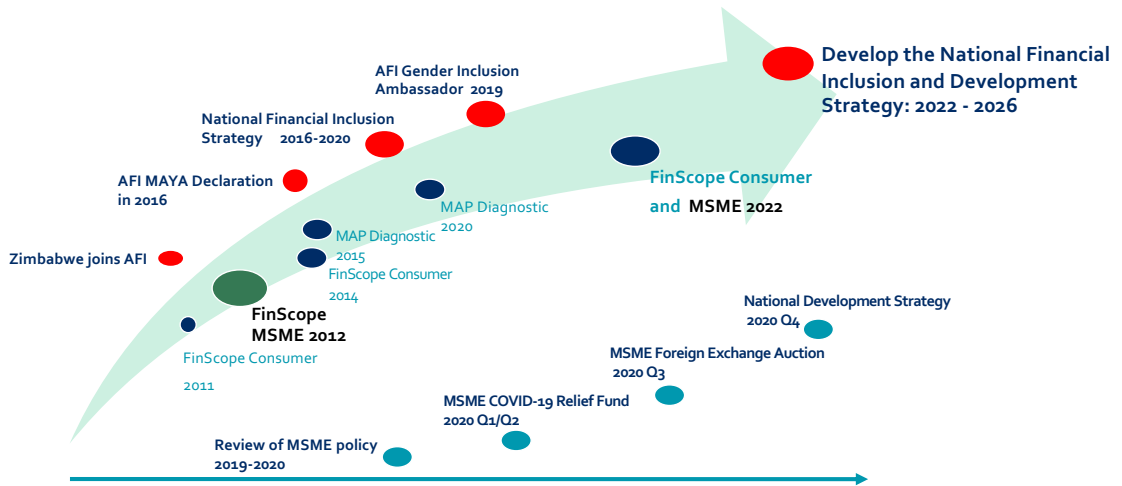 Develop the National Financial
Inclusion and Development
Strategy: 2022 - 2026
AFI Gender Inclusion
Ambassador 2019
National Financial Inclusion
Strategy 2016-2020
AFI MAYA Declaration
in 2016
FinScope Consumer
and MSME 2022
MAP Diagnostic
2020
MAP Diagnostic
2015
Zimbabwe joins AFI
FinScope Consumer
2014
FinScope
MSME 2012
FinScope Consumer
2011
National Development Strategy
2020 Q4
MSME Foreign Exchange Auction
2020 Q3
MSME COVID-19 Relief Fund
2020 Q1/Q2
Review of MSME policy
2019-2020